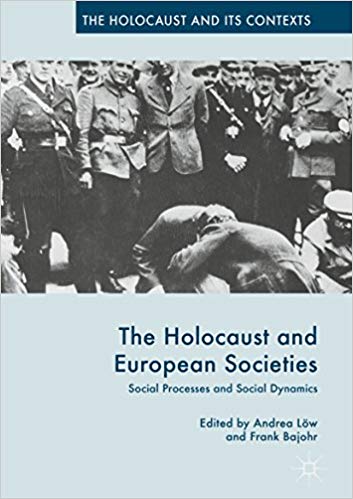 THE HOLOCAUST AND ITS CONTEXTS
The Holocaust and
European Societies
Social Processes and Social Dynamics
Edited by Andrea Löw
and Frank Bajohr